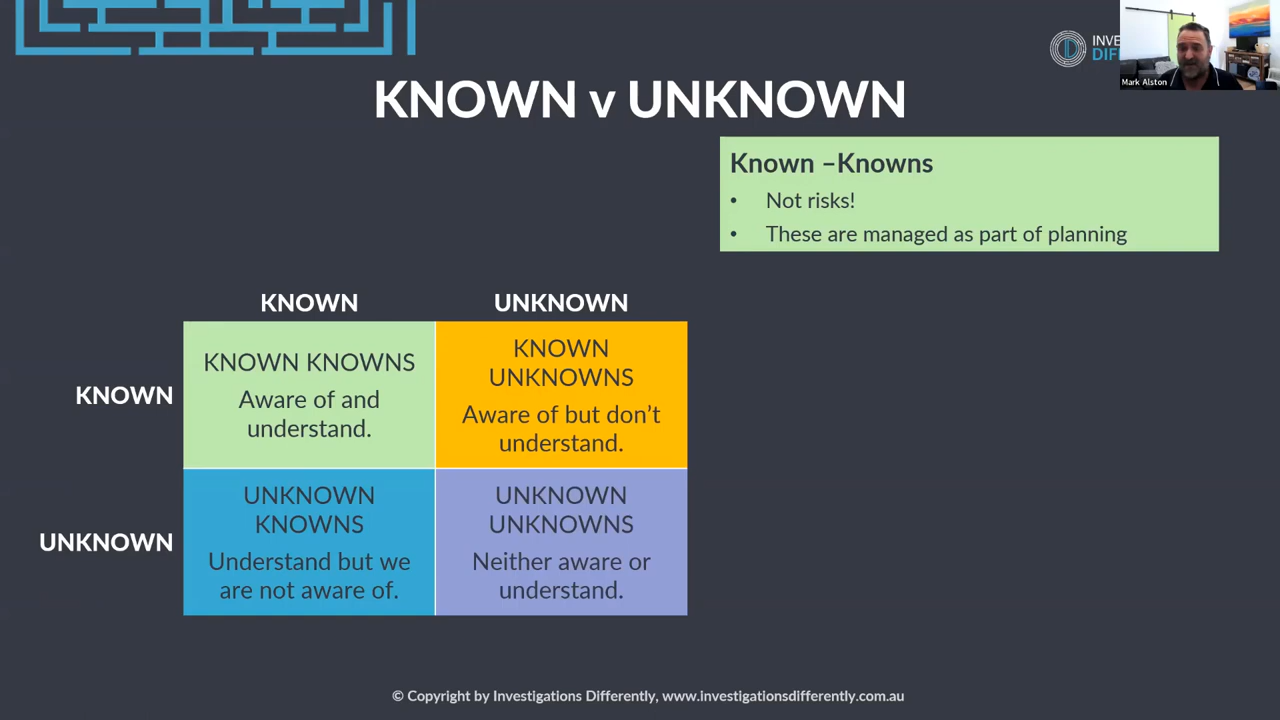 INVE
DIF
Mark Alston
KNOWN v UNKNOWN
Known –Knowns
• Not risks!
• These are managed as part of planning
KNOWN UNKNOWN
KNOWN
KNOWN KNOWNS
Aware of and
understand.
KNOWN
UNKNOWNS
Aware of but don’t
understand.
UNKNOWN
UNKNOWN
KNOWNS
Understand but we
are not aware of.
UNKNOWN
UNKNOWNS
Neither aware or
understand.
© Copyright by Investigations Differently, www.investigationsdifferently.com.au